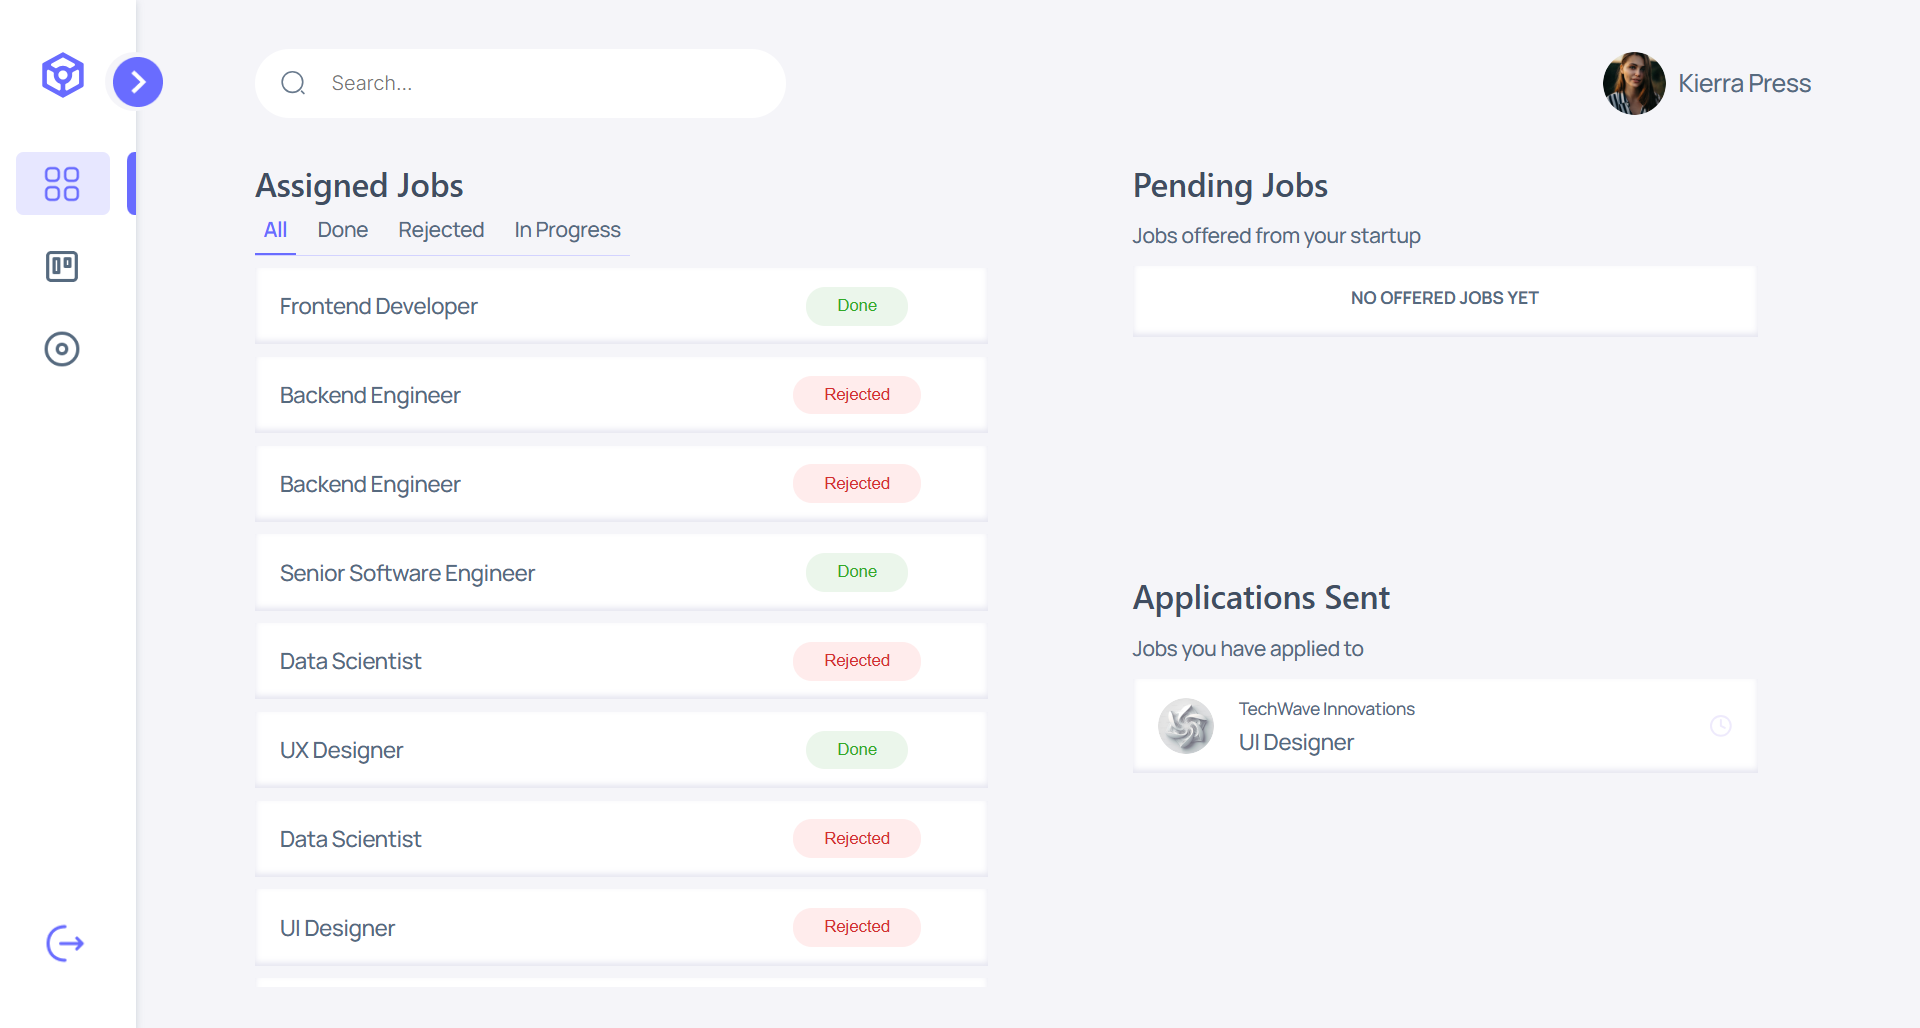 Search...
Kierra Press
Assigned Jobs
All
Done
Rejected
In Progress
Frontend Developer
Done
Backend Engineer
Rejected
Backend Engineer
Rejected
Senior Software Engineer
Done
Data Scientist
Rejected
UX Designer
Done
Data Scientist
Rejected
UI Designer
Rejected
Pending Jobs
Jobs offered from your startup
NO OFFERED JOBS YET
Applications Sent
Jobs you have applied to
TechWave Innovations
UI Designer